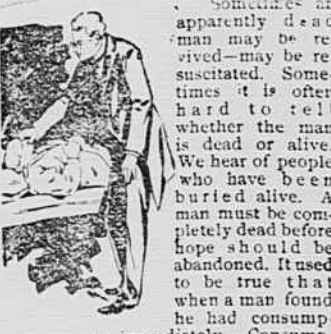 Sometimes an
apparently dead
man may be re
vived—may be re
suscitated. Some
times it is often
hard to tell
whether the man
is dead or alive.
We hear of people
who have been
buried alive. A
man must be com
pletely dead before
hope should be
abandoned. It used
to be true that
when a man found
he had consump